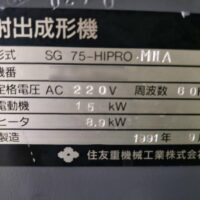 射出成形機
形式 SG 75-HIPRO・MIIA
機番
定格電圧 AC 220V 周波数 60
電動機 15 kW
ヒータ 8.9 kW
製造 1991年 9
住友重機械工業株式会